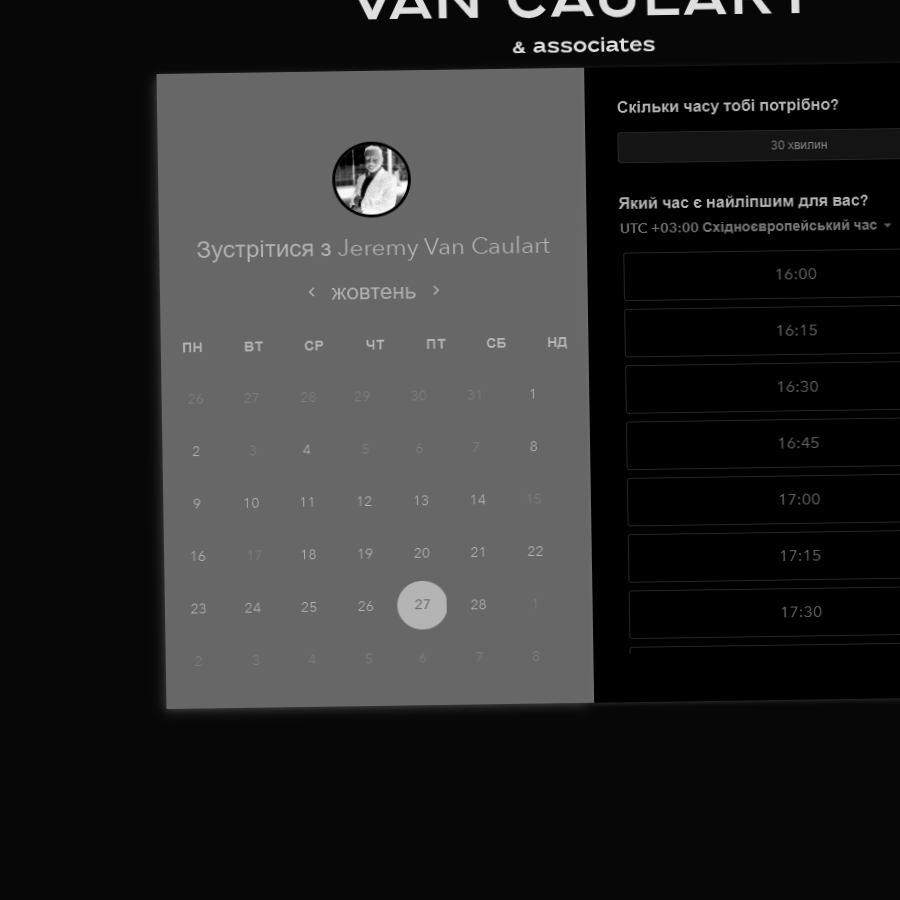 VAN CAULART
& associates
Зустрітися з Jeremy Van Caulart
жовтень
ПН ВТ СР ЧТ ПТ СБ НД
26 27 28 29 30 31 1
2 3 4 5 6 7 8
9 10 11 12 13 14 15
16 17 18 19 20 21 22
23 24 25 26 27 28 1
2 3 4 5 6 7 8
Скільки часу тобі потрібно?
30 хвилин
Який час є найліпшим для вас?
UTC +03:00 Східноєвропейський час
16:00
16:15
16:30
16:45
17:00
17:15
17:30